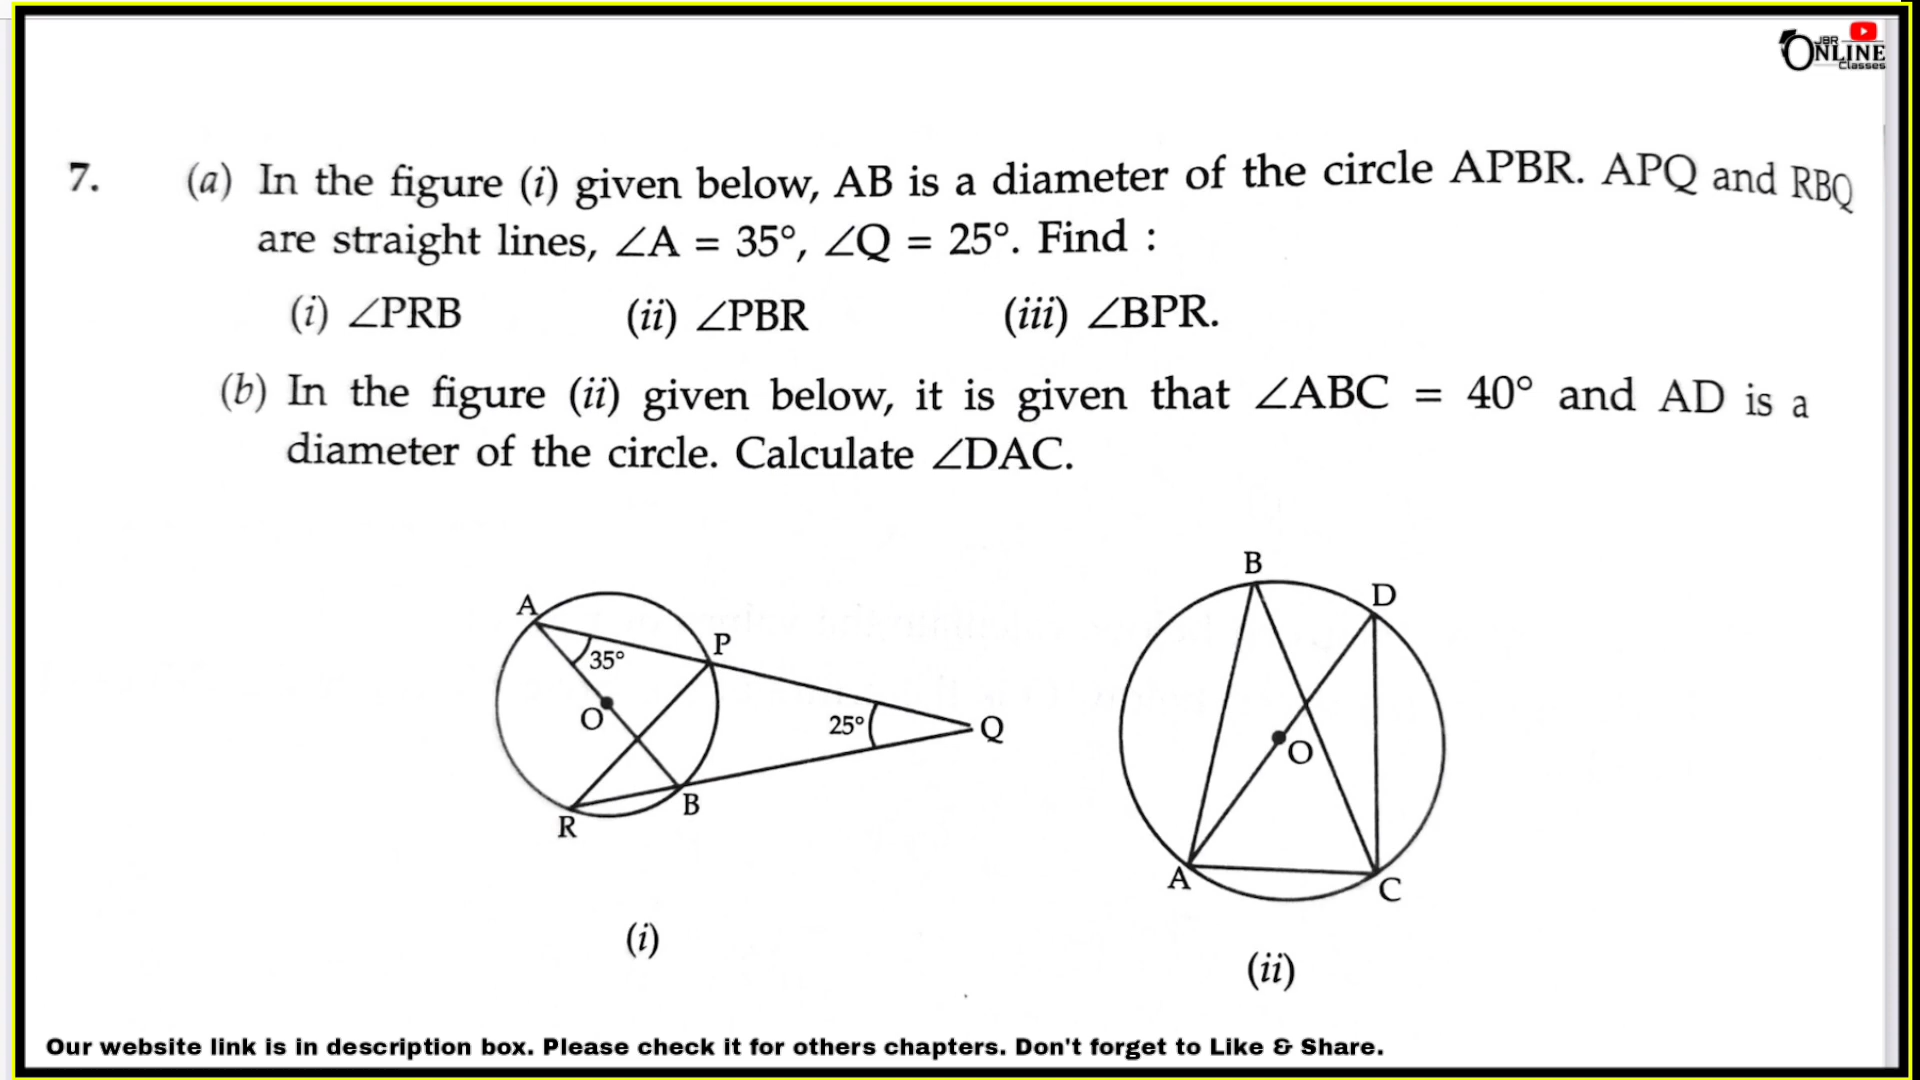 JBR
ONLINE
Classes
7. (a) In the figure (i) given below, AB is a diameter of the circle APBR. APQ and RBQ
are straight lines, ∠A = 35°, ∠Q = 25°. Find :
(i) ∠PRB (ii) ∠PBR (iii) ∠BPR.
(b) In the figure (ii) given below, it is given that ∠ABC = 40° and AD is a
diameter of the circle. Calculate ∠DAC.
A
P
35°
O
25°
Q
B
R
(i)
B
D
O
A
C
(ii)
Our website link is in description box. Please check it for others chapters. Don't forget to Like & Share.